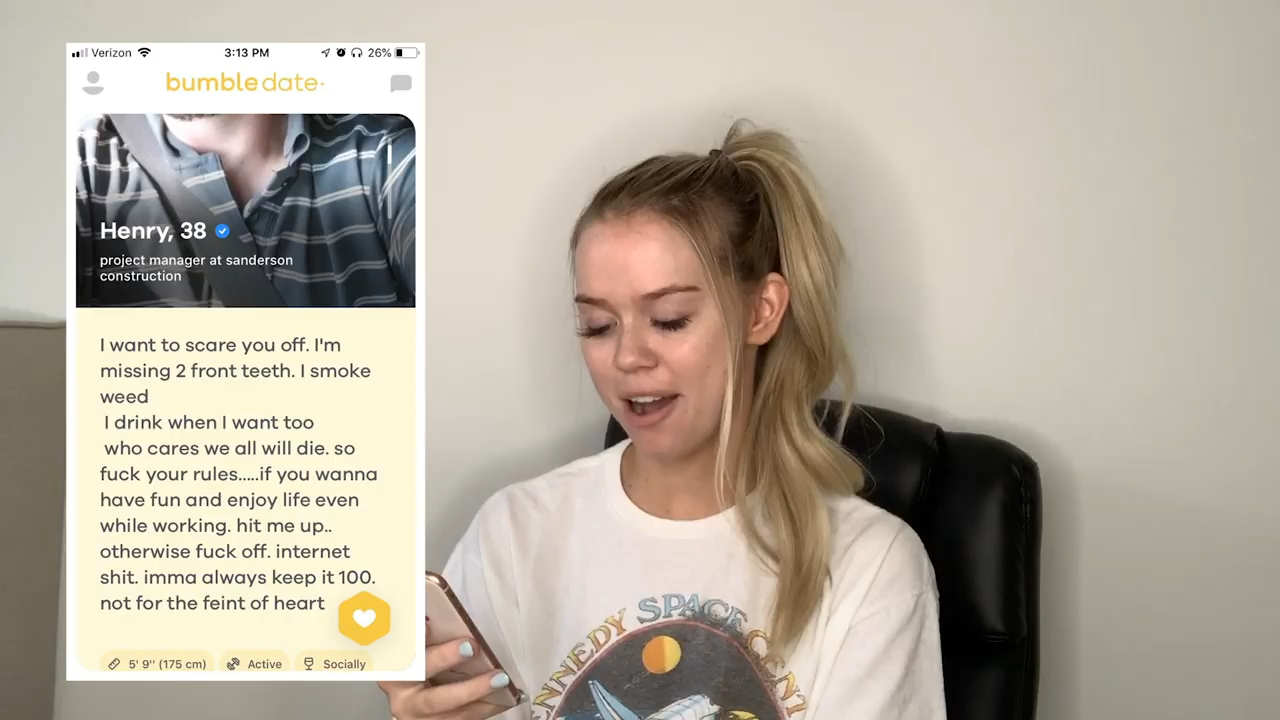 Verizon 3:13 PM 26%
bumble date
Henry, 38
project manager at sanderson
construction
I want to scare you off. I'm
missing 2 front teeth. I smoke
weed
I drink when I want too
who cares we all will die. so
fuck your rules.....if you wanna
have fun and enjoy life even
while working. hit me up..
otherwise fuck off. internet
shit. imma always keep it 100.
not for the feint of heart
5' 9'' (175 cm) Active Socially
SPACE
NNEDY CENT